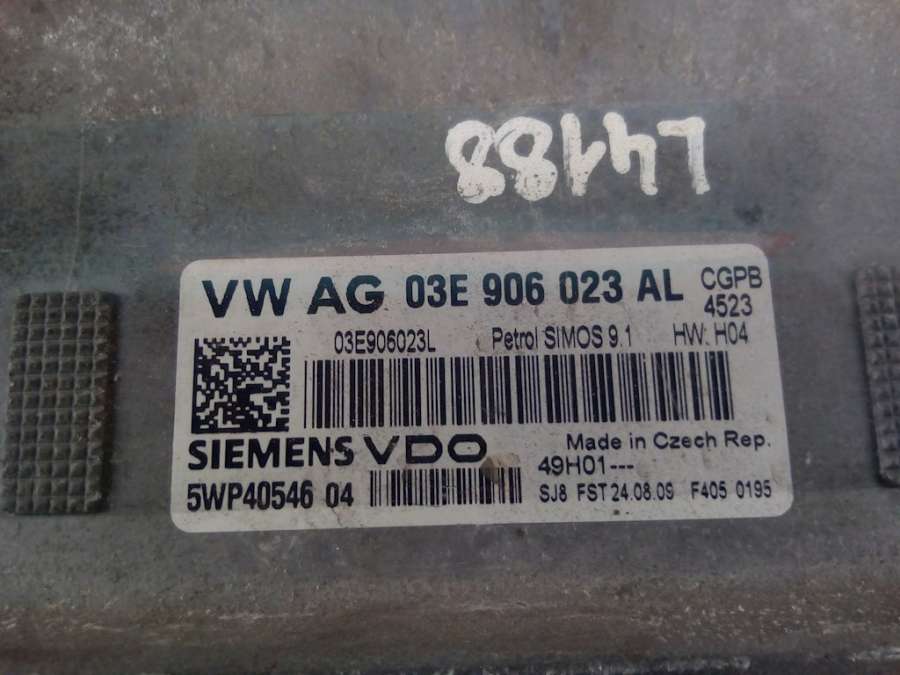 L4188
VW AG 03E 906 023 AL CGPB
4523
03E906023L Petrol SIMOS 9.1 HW: H04
SIEMENS VDO Made in Czech Rep.
49H01---
5WP40546 04 SJ8 FST 24.08.09 F405 0195